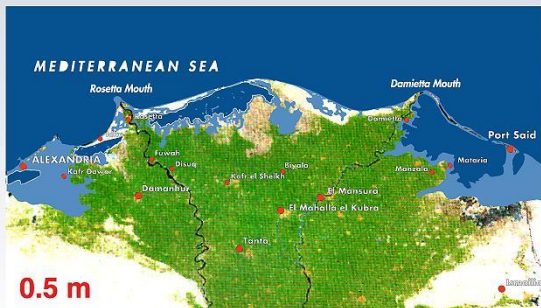 MEDITERRANEAN SEA
Rosetta Mouth
Damietta Mouth
Rosetta
Damietta
Port Said
ALEXANDRIA
Fuwah
Disuq
Biyala
Mataria
Kafr Dawar
Kafr el Sheikh
Manzala
Damanhur
El Mansura
El Mahalla el Kubra
Tanta
0.5 m